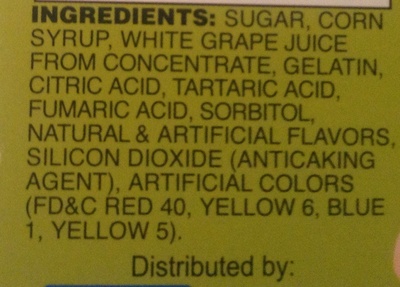 INGREDIENTS: SUGAR, CORN
SYRUP, WHITE GRAPE JUICE
FROM CONCENTRATE, GELATIN,
CITRIC ACID, TARTARIC ACID,
FUMARIC ACID, SORBITOL,
NATURAL & ARTIFICIAL FLAVORS,
SILICON DIOXIDE (ANTICAKING
AGENT), ARTIFICIAL COLORS
(FD&C RED 40, YELLOW 6, BLUE
1, YELLOW 5).
Distributed by: